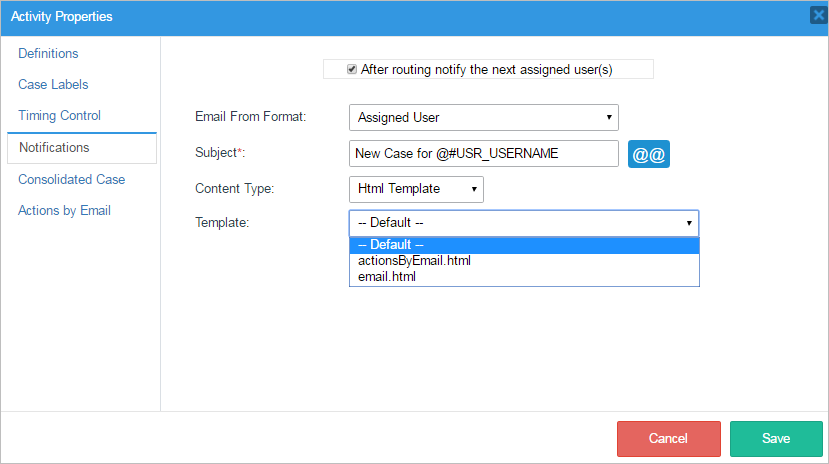 Activity Properties
Definitions
Case Labels
Timing Control
Notifications
Consolidated Case
Actions by Email
After routing notify the next assigned user(s)
Email From Format: Assigned User
Subject*: New Case for @#USR_USERNAME @@
Content Type: Html Template
Template: -- Default --
-- Default --
actionsByEmail.html
email.html
Cancel Save